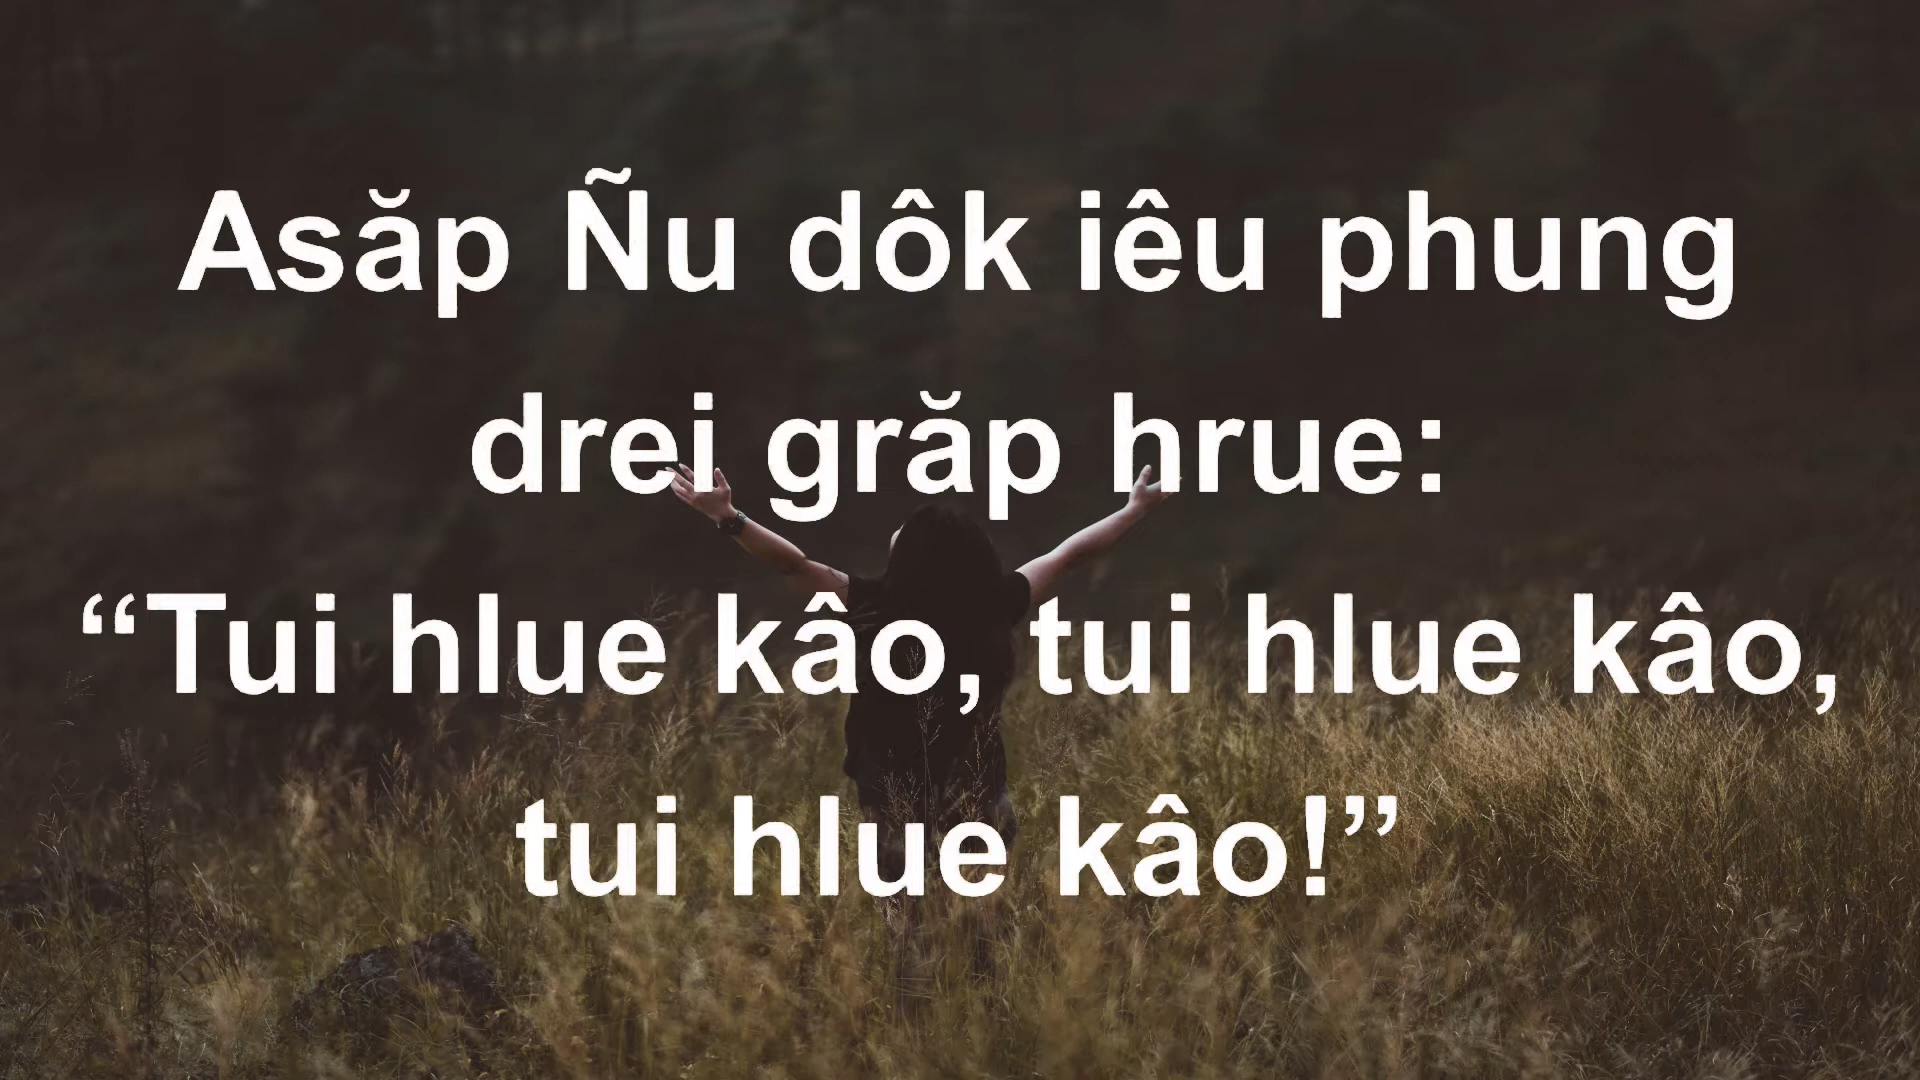 Asăp Ñu dôk iêu phung
drei grăp hrue:
“Tui hlue kâo, tui hlue kâo,
tui hlue kâo!”